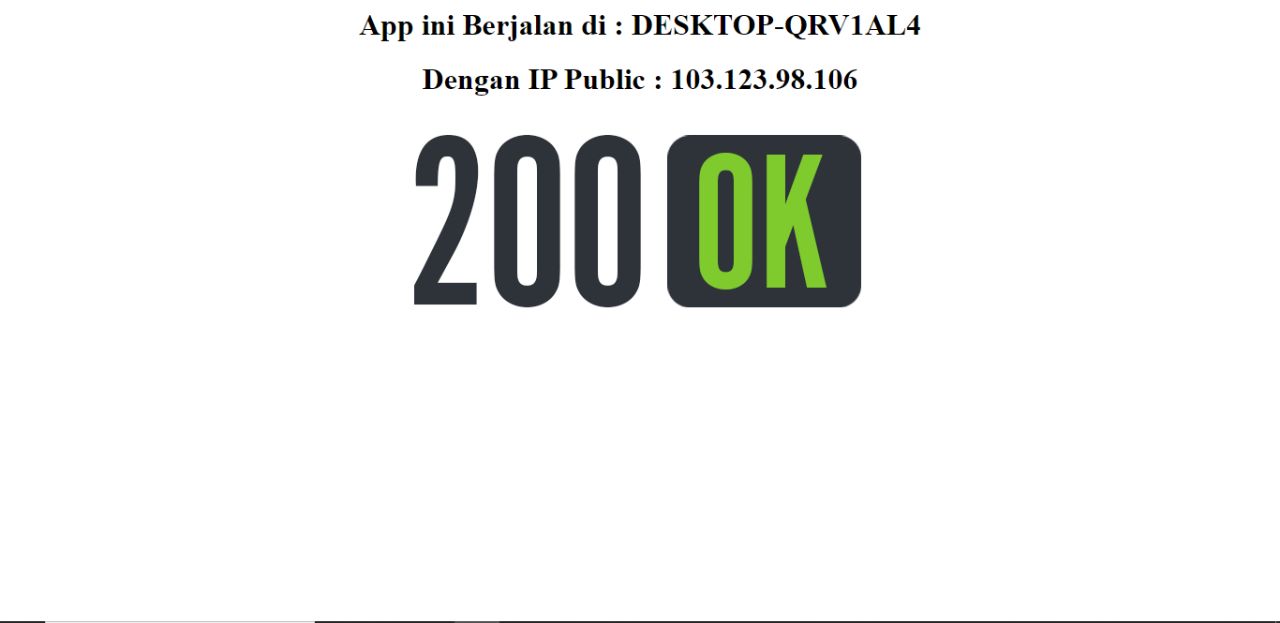 App ini Berjalan di : DESKTOP-QRV1AL4
Dengan IP Public : 103.123.98.106
200 OK